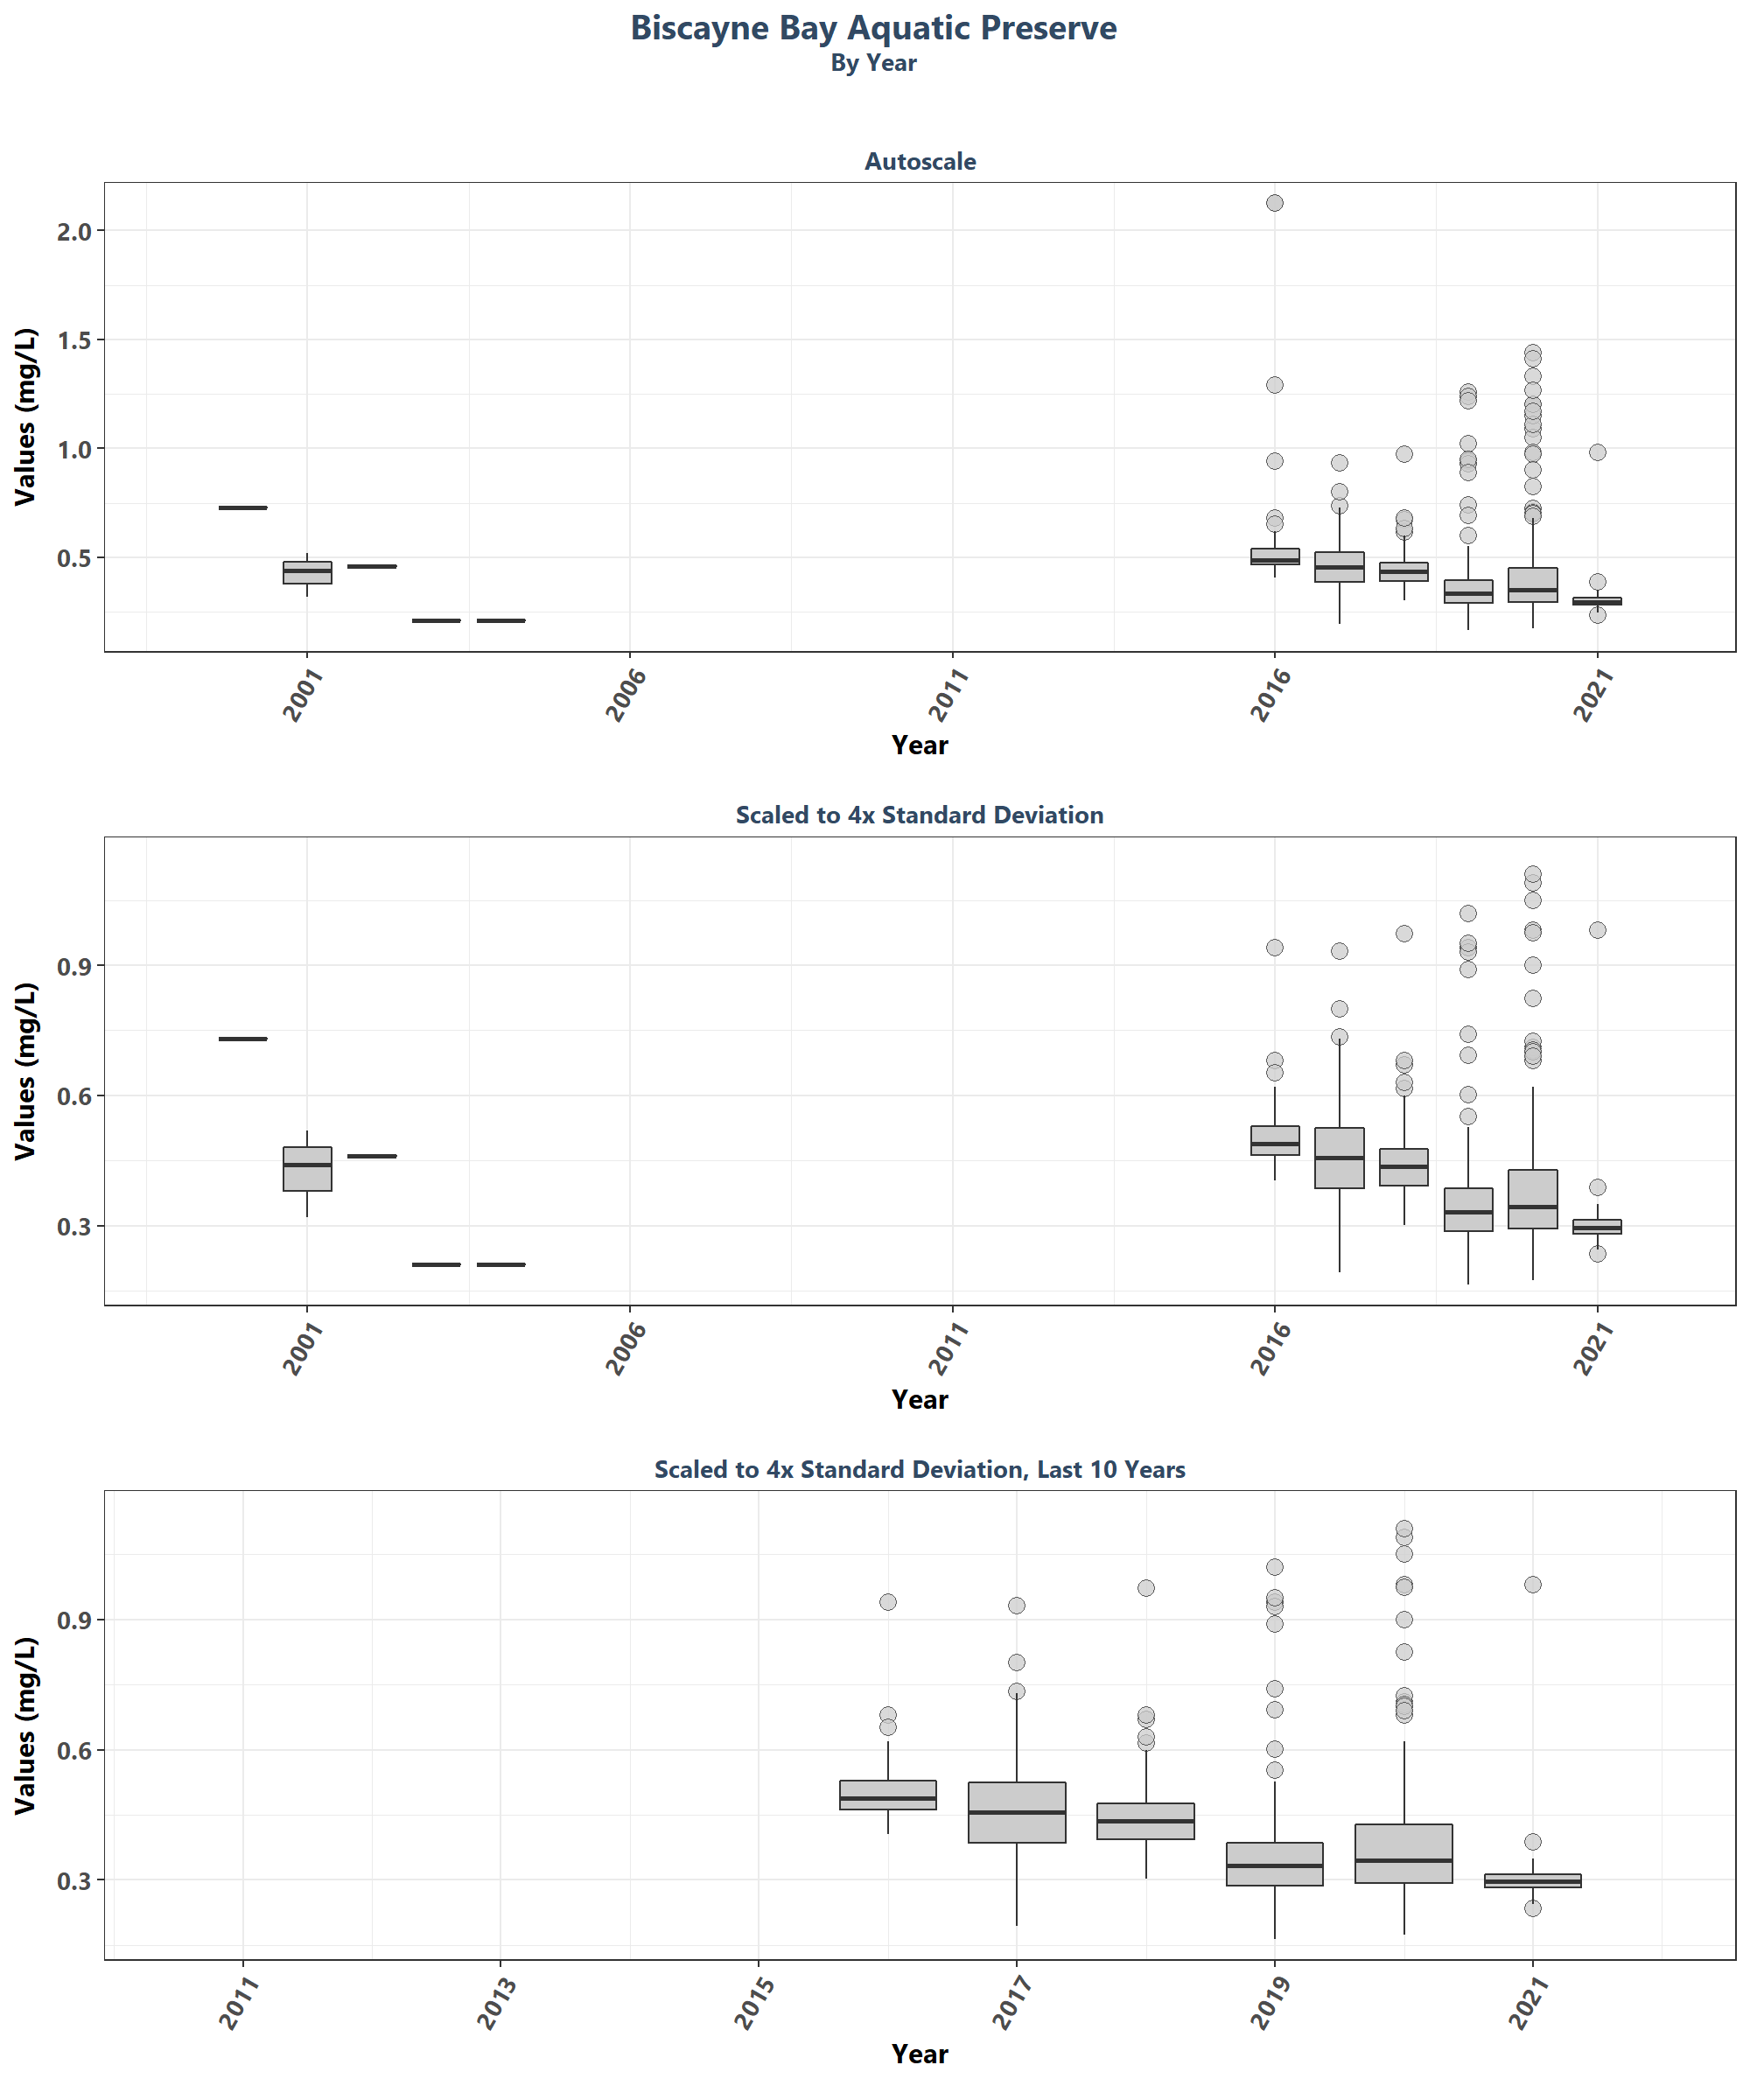 Biscayne Bay Aquatic Preserve
By Year
Autoscale
Values (mg/L)
2.0
1.5
1.0
0.5
2001 2006 2011 2016 2021
Year
Scaled to 4x Standard Deviation
Values (mg/L)
0.9
0.6
0.3
2001 2006 2011 2016 2021
Year
Scaled to 4x Standard Deviation, Last 10 Years
Values (mg/L)
0.9
0.6
0.3
2011 2013 2015 2017 2019 2021
Year